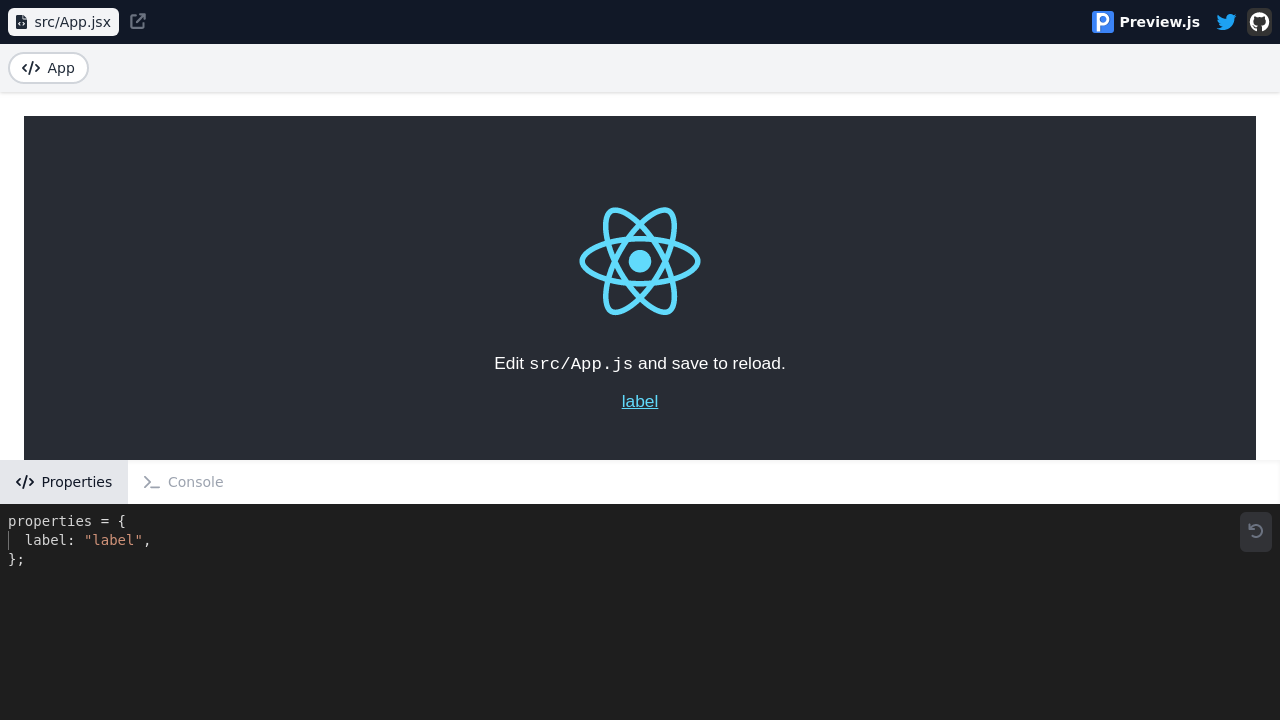 src/App.jsx
Preview.js
App
Edit src/App.js and save to reload.
label
Properties
Console
properties = {
  label: "label",
};